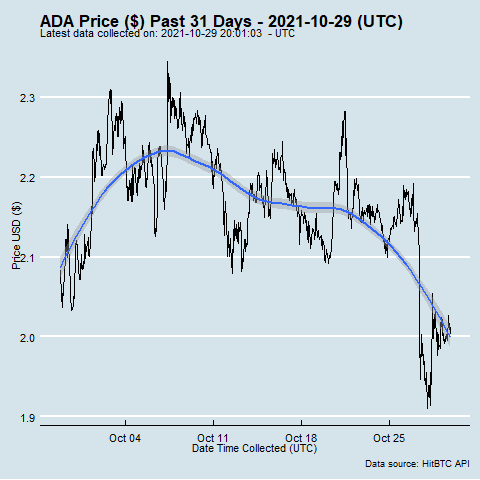 ADA Price ($) Past 31 Days - 2021-10-29 (UTC)
Latest data collected on: 2021-10-29 20:01:03 - UTC
Price USD ($)
2.3
2.2
2.1
2.0
1.9
Oct 04 Oct 11 Oct 18 Oct 25
Date Time Collected (UTC)
Data source: HitBTC API